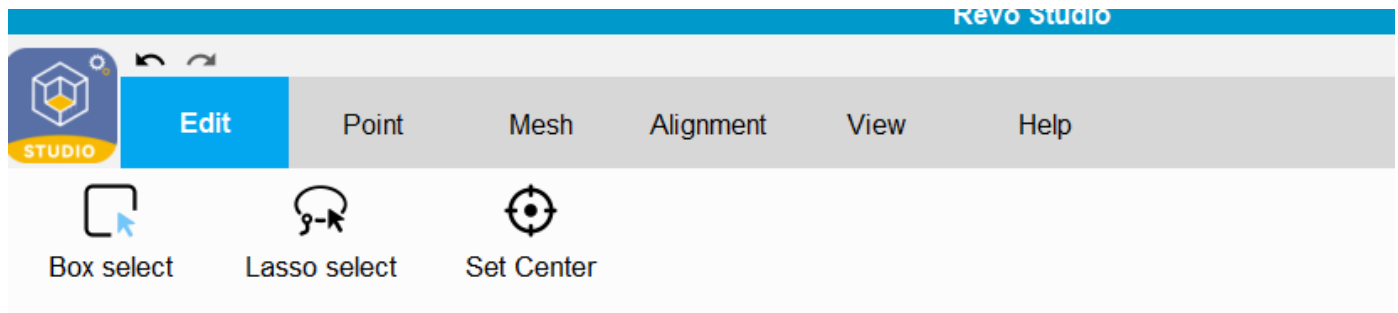 Revo Studio
STUDIO
Edit Point Mesh Alignment View Help
Box select Lasso select Set Center